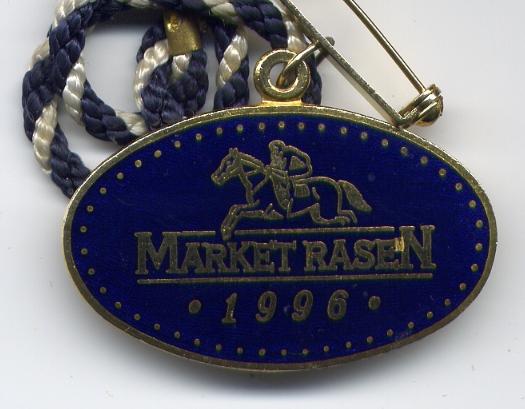 MARKET RASEN
• 1996 •